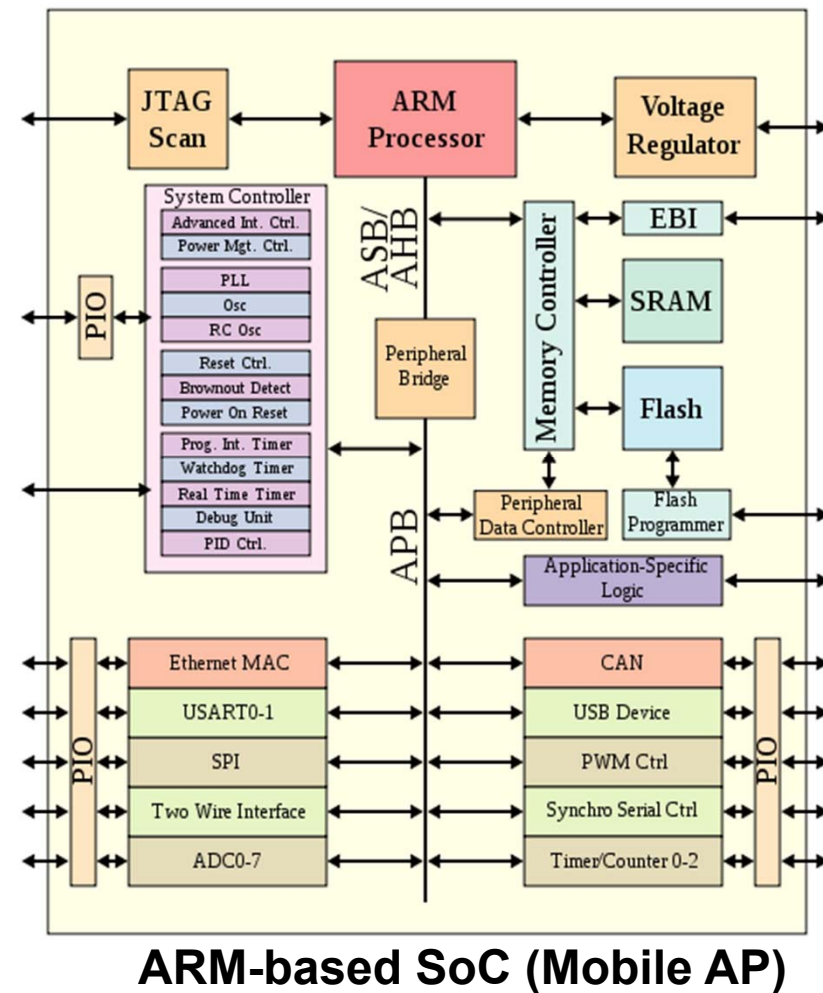 JTAG
Scan
ARM
Processor
Voltage
Regulator
System Controller
Advanced Int. Ctrl.
Power Mgt. Ctrl.
PLL
Osc
RC Osc
Reset Ctrl.
Brownout Detect
Power On Reset
Prog. Int. Timer
Watchdog Timer
Real Time Timer
Debug Unit
PID Ctrl.
PIO
ASB/
AHB
Peripheral
Bridge
APB
Memory Controller
EBI
SRAM
Flash
Peripheral
Data Controller
Flash
Programmer
Application-Specific
Logic
PIO
Ethernet MAC
USART0-1
SPI
Two Wire Interface
ADC0-7
CAN
USB Device
PWM Ctrl
Synchro Serial Ctrl
Timer/Counter 0-2
PIO
ARM-based SoC (Mobile AP)